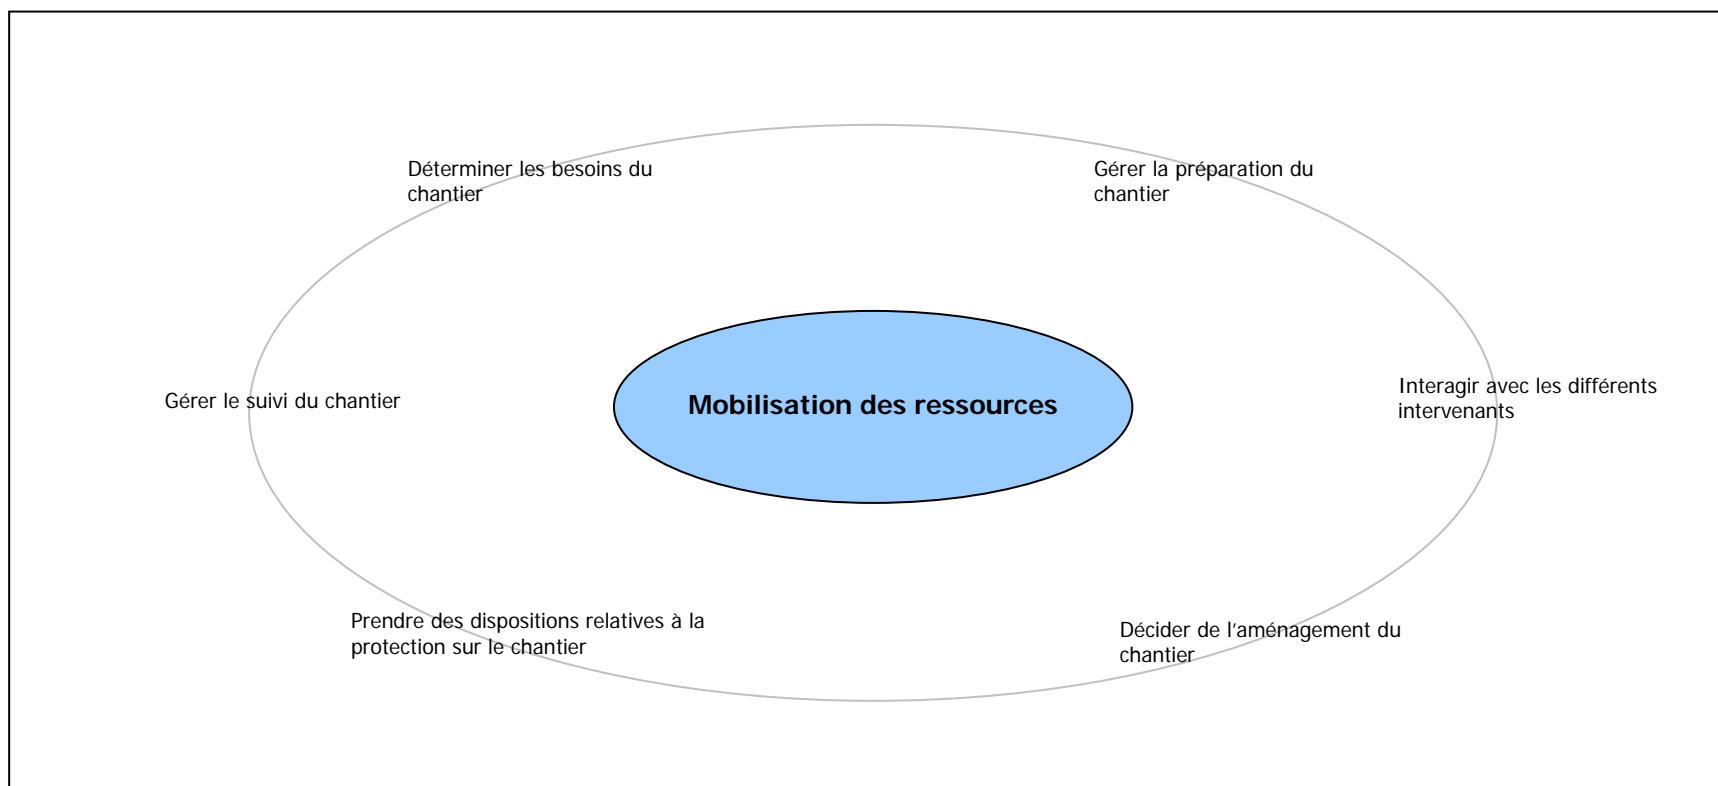 Déterminer les besoins du
chantier
Gérer la préparation du
chantier
Gérer le suivi du chantier
Mobilisation des ressources
Interagir avec les différents
intervenants
Prendre des dispositions relatives à la
protection sur le chantier
Décider de l’aménagement du
chantier